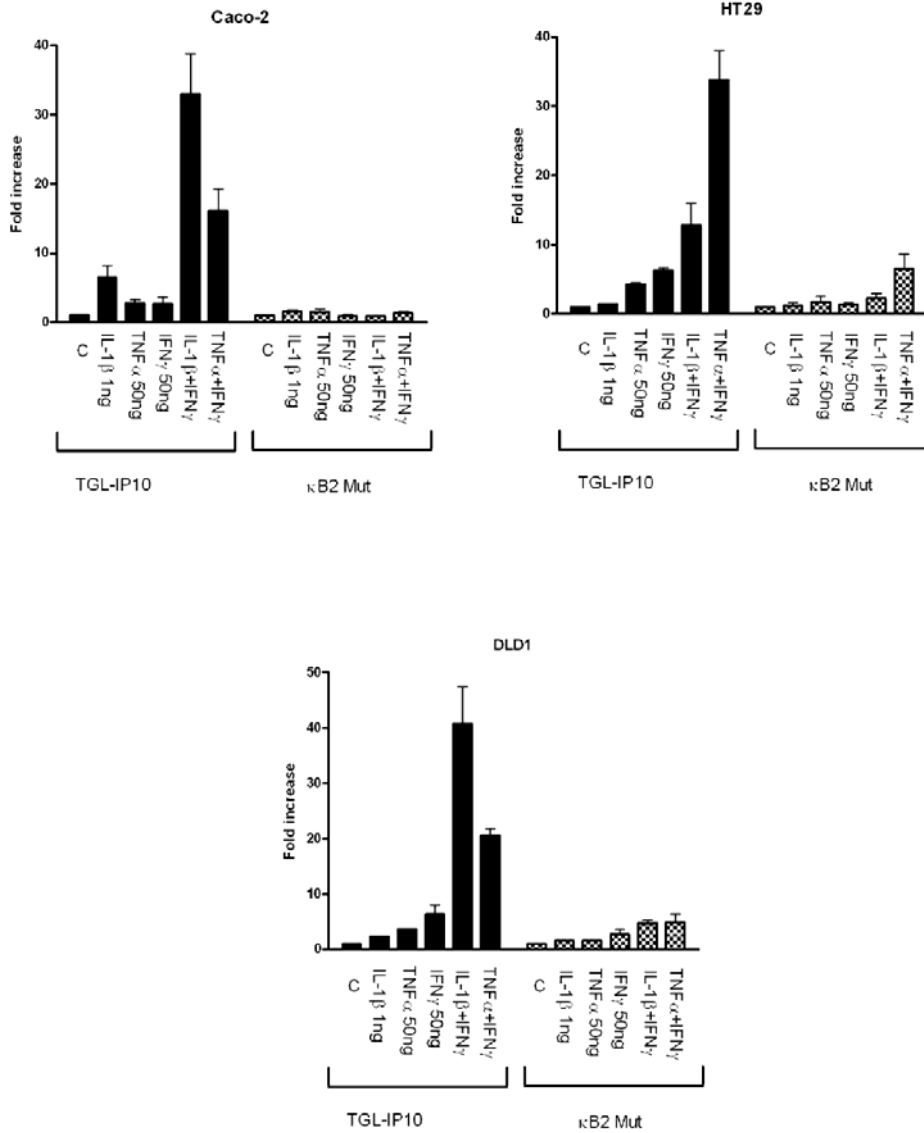 Caco-2
Fold increase
40
30
20
10
0
C
IL-1β 1ng
TNFα 50ng
IFNγ 50ng
IL-1β+IFNγ
TNFα+IFNγ
C
IL-1β 1ng
TNFα 50ng
IFNγ 50ng
IL-1β+IFNγ
TNFα+IFNγ
TGL-IP10
κB2 Mut
HT29
Fold increase
40
30
20
10
0
C
IL-1β 1ng
TNFα 50ng
IFNγ 50ng
IL-1β+IFNγ
TNFα+IFNγ
C
IL-1β 1ng
TNFα 50ng
IFNγ 50ng
IL-1β+IFNγ
TNFα+IFNγ
TGL-IP10
κB2 Mut
DLD1
Fold increase
50
40
30
20
10
0
C
IL-1β 1ng
TNFα 50ng
IFNγ 50ng
IL-1β+IFNγ
TNFα+IFNγ
C
IL-1β 1ng
TNFα 50ng
IFNγ 50ng
IL-1β+IFNγ
TNFα+IFNγ
TGL-IP10
κB2 Mut